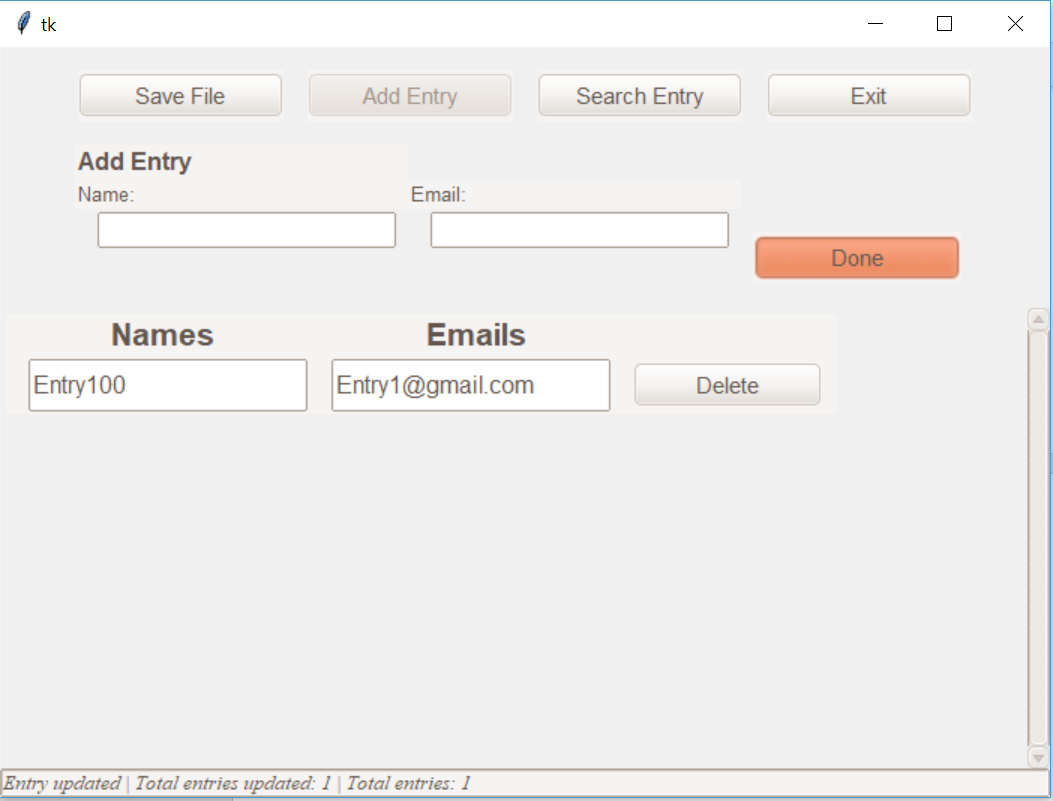 tk
Save File Add Entry Search Entry Exit
Add Entry
Name: Email:
Done
Names Emails
Entry100 Entry1@gmail.com Delete
Entry updated | Total entries updated: 1 | Total entries: 1